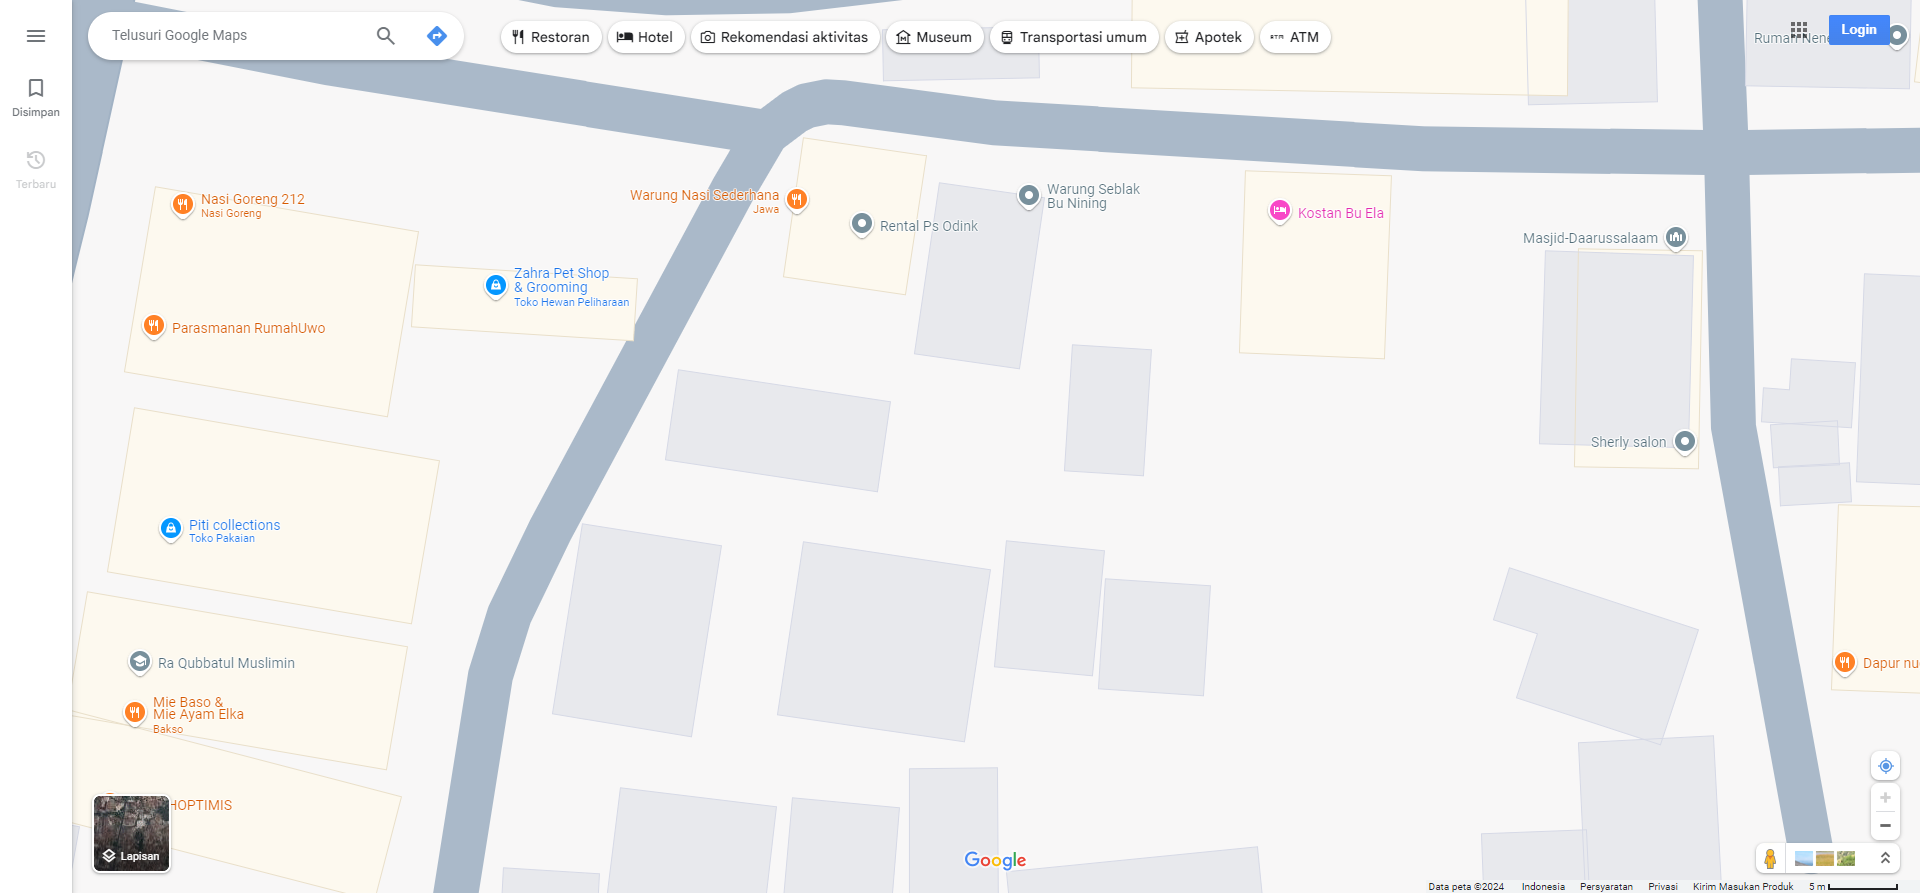 Telusuri Google Maps
Restoran
Hotel
Rekomendasi aktivitas
Museum
Transportasi umum
Apotek
ATM
Login
Disimpan
Terbaru
Nasi Goreng 212
Nasi Goreng
Warung Nasi Sederhana
Jawa
Rental Ps Odink
Warung Seblak
Bu Nining
Kostan Bu Ela
Masjid-Daarussalaam
Zahra Pet Shop
& Grooming
Toko Hewan Peliharaan
Parasmanan RumahUwo
Sherly salon
Piti collections
Toko Pakaian
Ra Qubbatul Muslimin
Dapur nu
Mie Baso &
Mie Ayam Elka
Bakso
HOPTIMIS
Lapisan
Google
Data peta ©2024
Indonesia
Persyaratan
Privasi
Kirim Masukan Produk
5 m